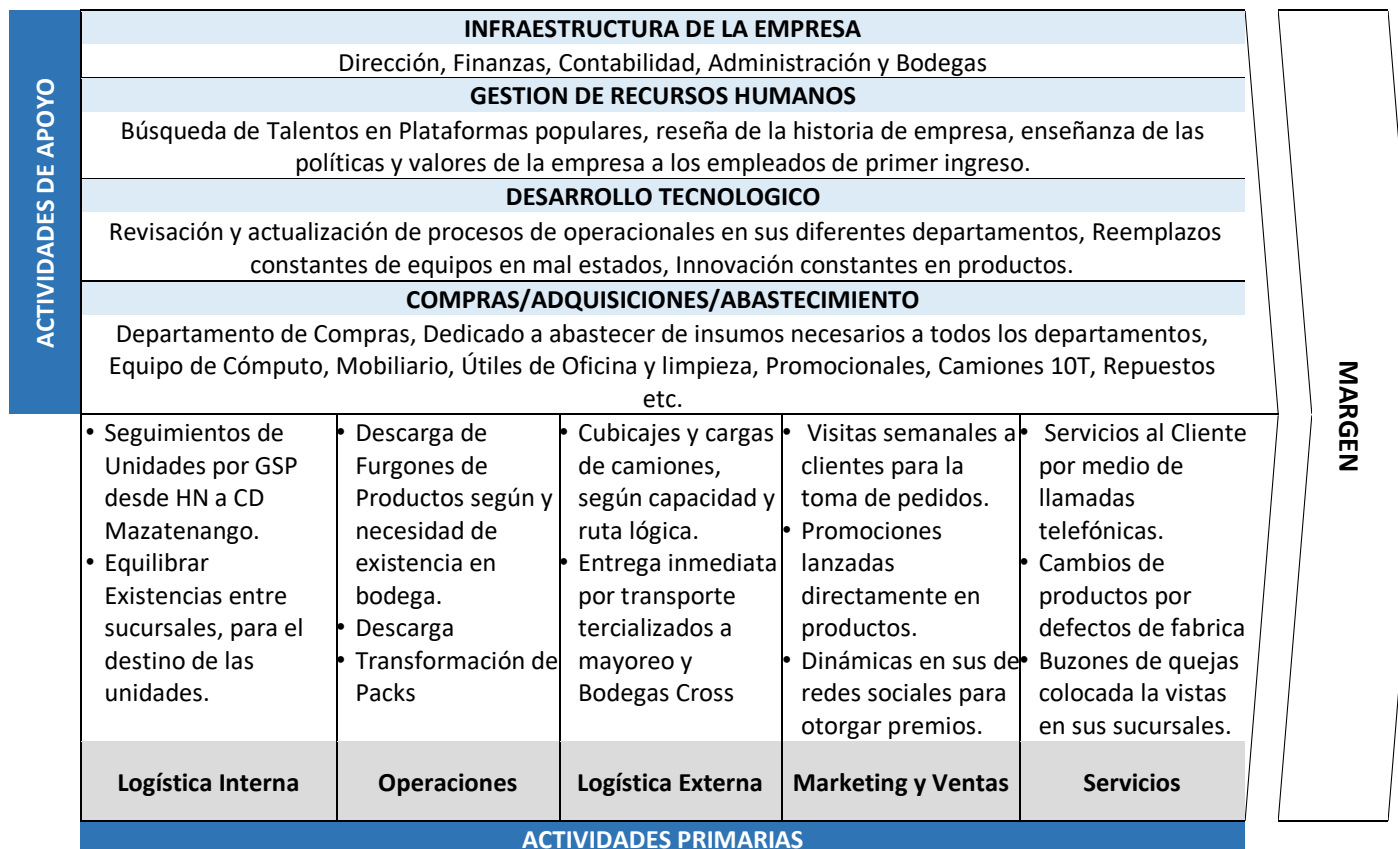 ACTIVIDADES DE APOYO
INFRAESTRUCTURA DE LA EMPRESA
Dirección, Finanzas, Contabilidad, Administración y Bodegas
GESTION DE RECURSOS HUMANOS
Búsqueda de Talentos en Plataformas populares, reseña de la historia de empresa, enseñanza de las
políticas y valores de la empresa a los empleados de primer ingreso.
DESARROLLO TECNOLOGICO
Revisación y actualización de procesos de operacionales en sus diferentes departamentos, Reemplazos
constantes de equipos en mal estados, Innovación constantes en productos.
COMPRAS/ADQUISICIONES/ABASTECIMIENTO
Departamento de Compras, Dedicado a abastecer de insumos necesarios a todos los departamentos,
Equipo de Cómputo, Mobiliario, Útiles de Oficina y limpieza, Promocionales, Camiones 10T, Repuestos
etc.
• Seguimientos de
Unidades por GSP
desde HN a CD
Mazatenango.
• Equilibrar
Existencias entre
sucursales, para el
destino de las
unidades.
Logística Interna
• Descarga de
Furgones de
Productos según y
necesidad de
existencia en
bodega.
• Descarga
• Transformación de
Packs
Operaciones
• Cubicajes y cargas
de camiones,
según capacidad y
ruta lógica.
• Entrega inmediata
por transporte
tercializados a
mayoreo y
Bodegas Cross
Logística Externa
• Visitas semanales a
clientes para la
toma de pedidos.
• Promociones
lanzadas
directamente en
productos.
• Dinámicas en sus de
redes sociales para
otorgar premios.
Marketing y Ventas
• Servicios al Cliente
por medio de
llamadas
telefónicas.
• Cambios de
productos por
defectos de fabrica
• Buzones de quejas
colocada la vistas
en sus sucursales.
Servicios
ACTIVIDADES PRIMARIAS
MARGEN